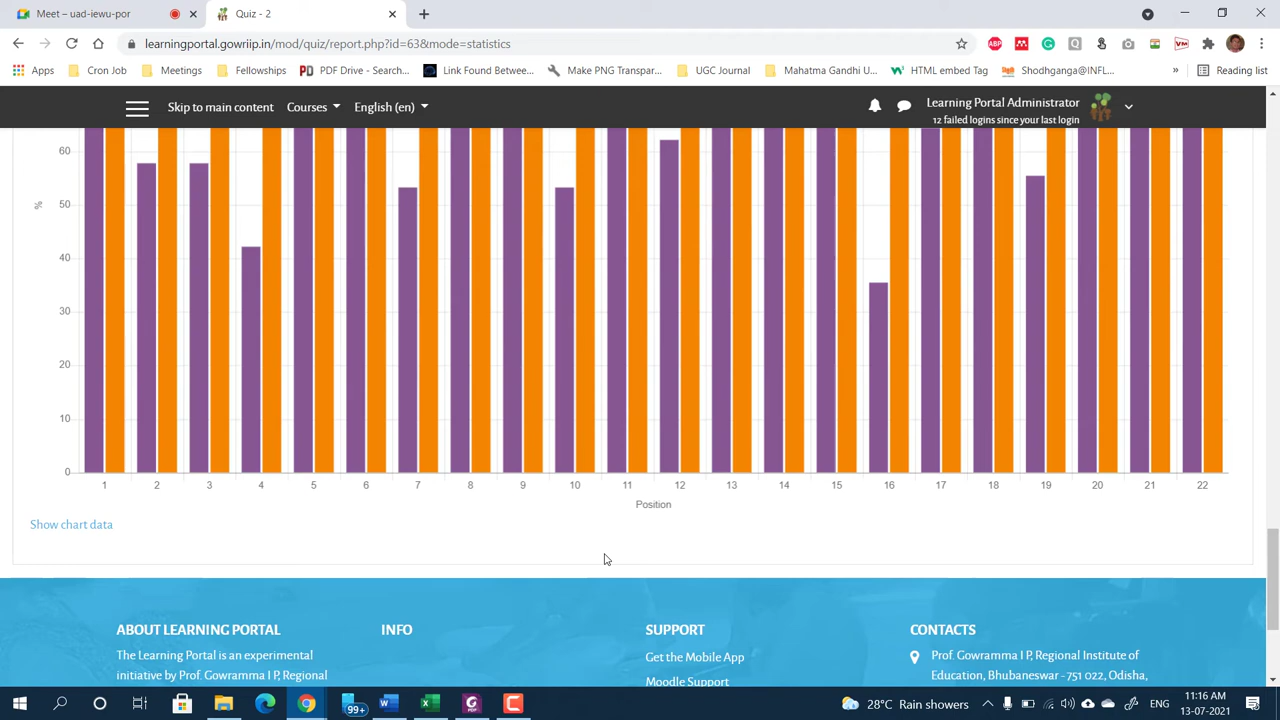 Meet – uad-iewu-por
Quiz - 2
learningportal.gowriip.in/mod/quiz/report.php?id=63&mode=statistics
Apps
Cron Job
Meetings
Fellowships
PDF Drive - Search...
Link Found Betwee...
Make PNG Transpar...
UGC Journal
Mahatma Gandhi U...
HTML embed Tag
Shodhganga@INFL...
»
Reading list
Skip to main content
Courses
English (en)
Learning Portal Administrator
12 failed logins since your last login
60
50
40
30
20
10
0
%
1 2 3 4 5 6 7 8 9 10 11 12 13 14 15 16 17 18 19 20 21 22
Position
Show chart data
ABOUT LEARNING PORTAL
The Learning Portal is an experimental
initiative by Prof. Gowramma I P, Regional
INFO
SUPPORT
Get the Mobile App
Moodle Support
CONTACTS
Prof. Gowramma I P, Regional Institute of
Education, Bhubaneswar - 751 022, Odisha,
99+
28°C Rain showers
ENG
11:16 AM
13-07-2021